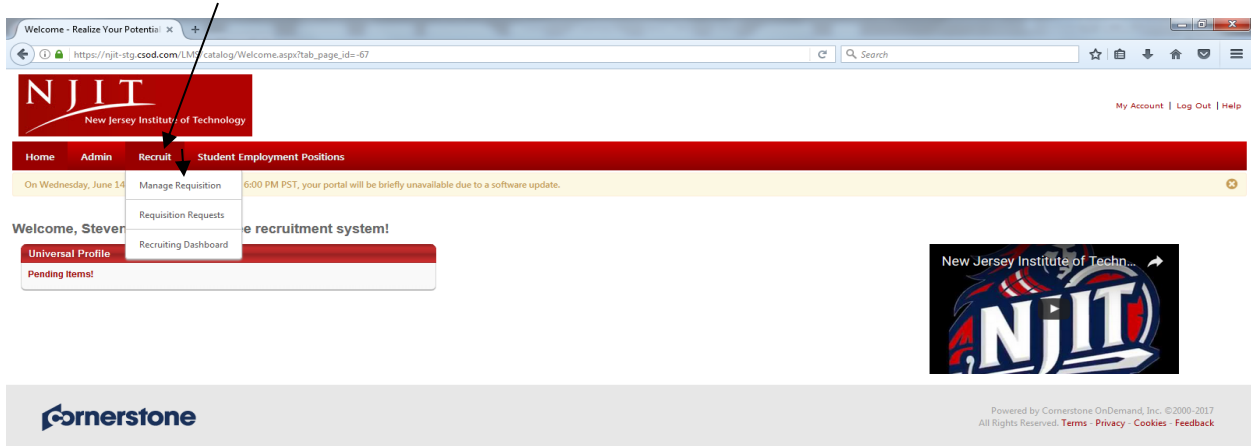 Welcome - Realize Your Potential
https://njit-stg.csod.com/LMS/catalog/Welcome.aspx?tab_page_id=-67
Search
NJIT
New Jersey Institute of Technology
My Account | Log Out | Help
Home Admin Recruit Student Employment Positions
On Wednesday, June 14 6:00 PM PST, your portal will be briefly unavailable due to a software update.
Manage Requisition
Requisition Requests
Recruiting Dashboard
Welcome, Steven e recruitment system!
Universal Profile
Pending Items!
New Jersey Institute of Techn...
NJIT
Cornerstone
Powered by Cornerstone OnDemand, Inc. ©2000-2017
All Rights Reserved. Terms - Privacy - Cookies - Feedback